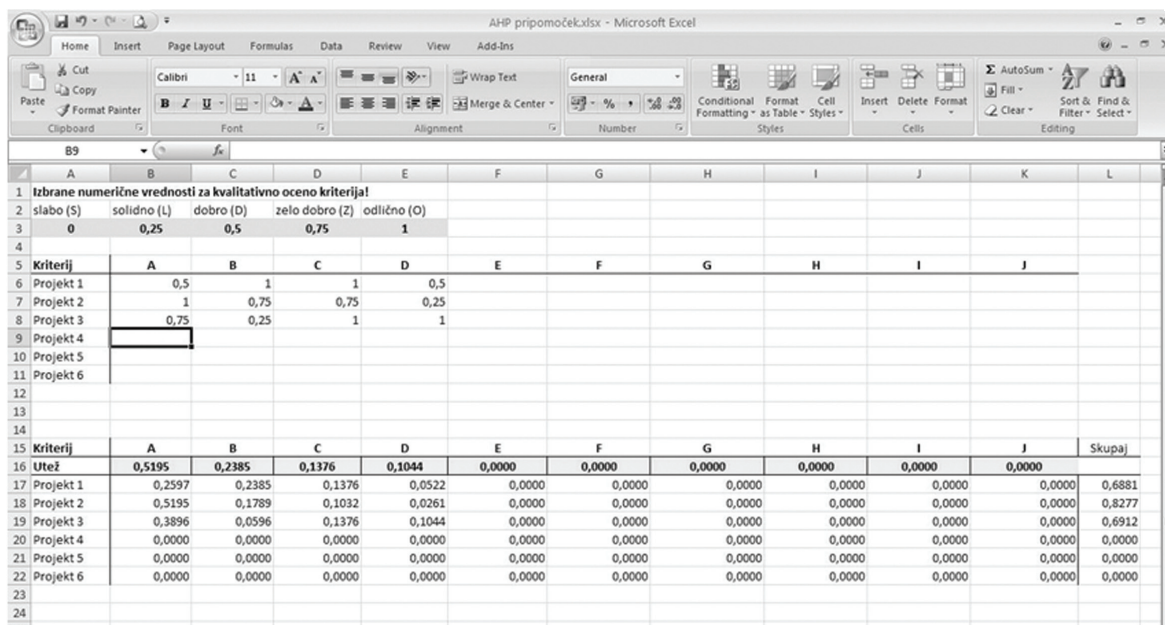 AHP pripomoček.xlsx - Microsoft Excel
Home Insert Page Layout Formulas Data Review View Add-Ins
Paste
Cut
Copy
Format Painter
Clipboard
Calibri 11 A A
B I U A
Font
Wrap Text
Merge & Center
Alignment
General
% ,
Number
Conditional Formatting
Format as Table
Cell Styles
Styles
Insert Delete Format
Cells
Σ AutoSum
Fill
Clear
Sort & Filter
Find & Select
Editing
B9 fx
A B C D E F G H I J K L
1 Izbrane numerične vrednosti za kvalitativno oceno kriterija!
2 slabo (S) solidno (L) dobro (D) zelo dobro (Z) odlično (O)
3 0 0,25 0,5 0,75 1
4
5 Kriterij A B C D E F G H I J
6 Projekt 1 0,5 1 1 0,5
7 Projekt 2 1 0,75 0,75 0,25
8 Projekt 3 0,75 0,25 1 1
9 Projekt 4
10 Projekt 5
11 Projekt 6
12
13
14
15 Kriterij A B C D E F G H I J Skupaj
16 Utež 0,5195 0,2385 0,1376 0,1044 0,0000 0,0000 0,0000 0,0000 0,0000 0,0000
17 Projekt 1 0,2597 0,2385 0,1376 0,0522 0,0000 0,0000 0,0000 0,0000 0,0000 0,0000 0,6881
18 Projekt 2 0,5195 0,1789 0,1032 0,0261 0,0000 0,0000 0,0000 0,0000 0,0000 0,0000 0,8277
19 Projekt 3 0,3896 0,0596 0,1376 0,1044 0,0000 0,0000 0,0000 0,0000 0,0000 0,0000 0,6912
20 Projekt 4 0,0000 0,0000 0,0000 0,0000 0,0000 0,0000 0,0000 0,0000 0,0000 0,0000 0,0000
21 Projekt 5 0,0000 0,0000 0,0000 0,0000 0,0000 0,0000 0,0000 0,0000 0,0000 0,0000 0,0000
22 Projekt 6 0,0000 0,0000 0,0000 0,0000 0,0000 0,0000 0,0000 0,0000 0,0000 0,0000 0,0000
23
24